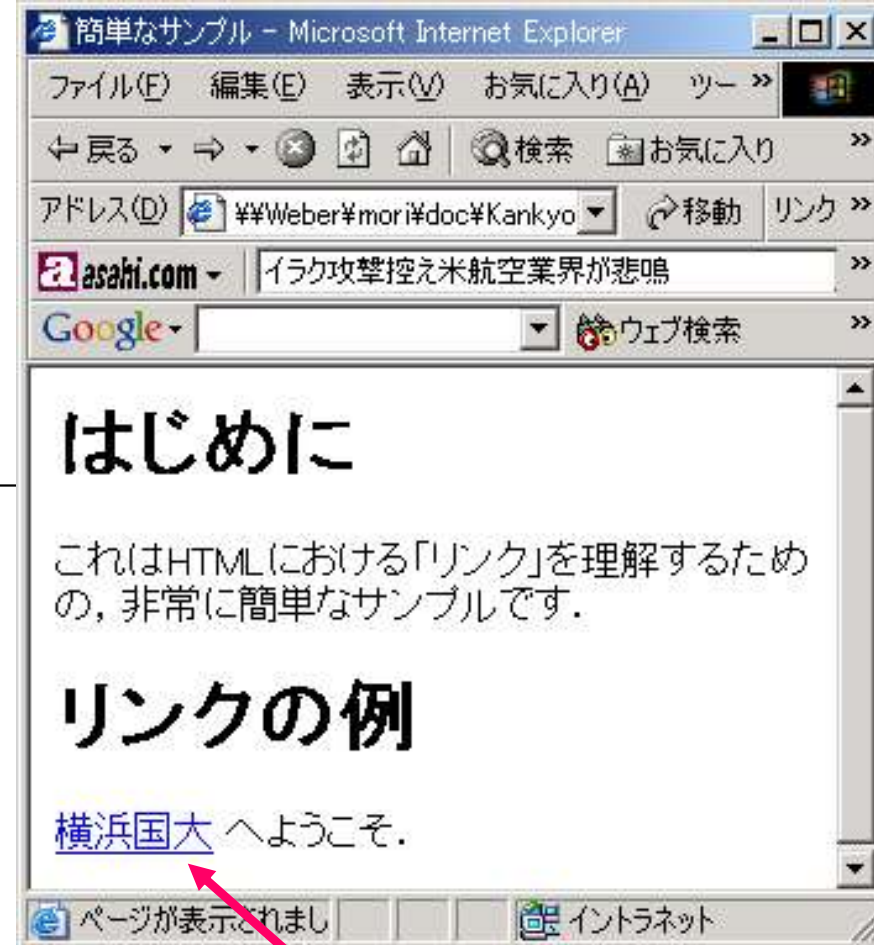 簡単なサンプル - Microsoft Internet Explorer
ファイル(F) 編集(E) 表示(V) お気に入り(A) ツー »
戻る 検索 お気に入り »
アドレス(D) ¥¥Weber¥mori¥doc¥Kankyo 移動 リンク »
asahi.com イラク攻撃控え米航空業界が悲鳴 »
Google ウェブ検索 »
はじめに
これはHTMLにおける「リンク」を理解するため
の，非常に簡単なサンプルです．
リンクの例
横浜国大 へようこそ．
ページが表示されまし イントラネット